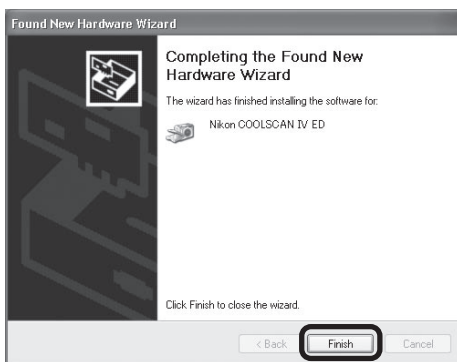 Found New Hardware Wizard
Completing the Found New
Hardware Wizard
The wizard has finished installing the software for:
Nikon COOLSCAN IV ED
Click Finish to close the wizard.
< Back
Finish
Cancel